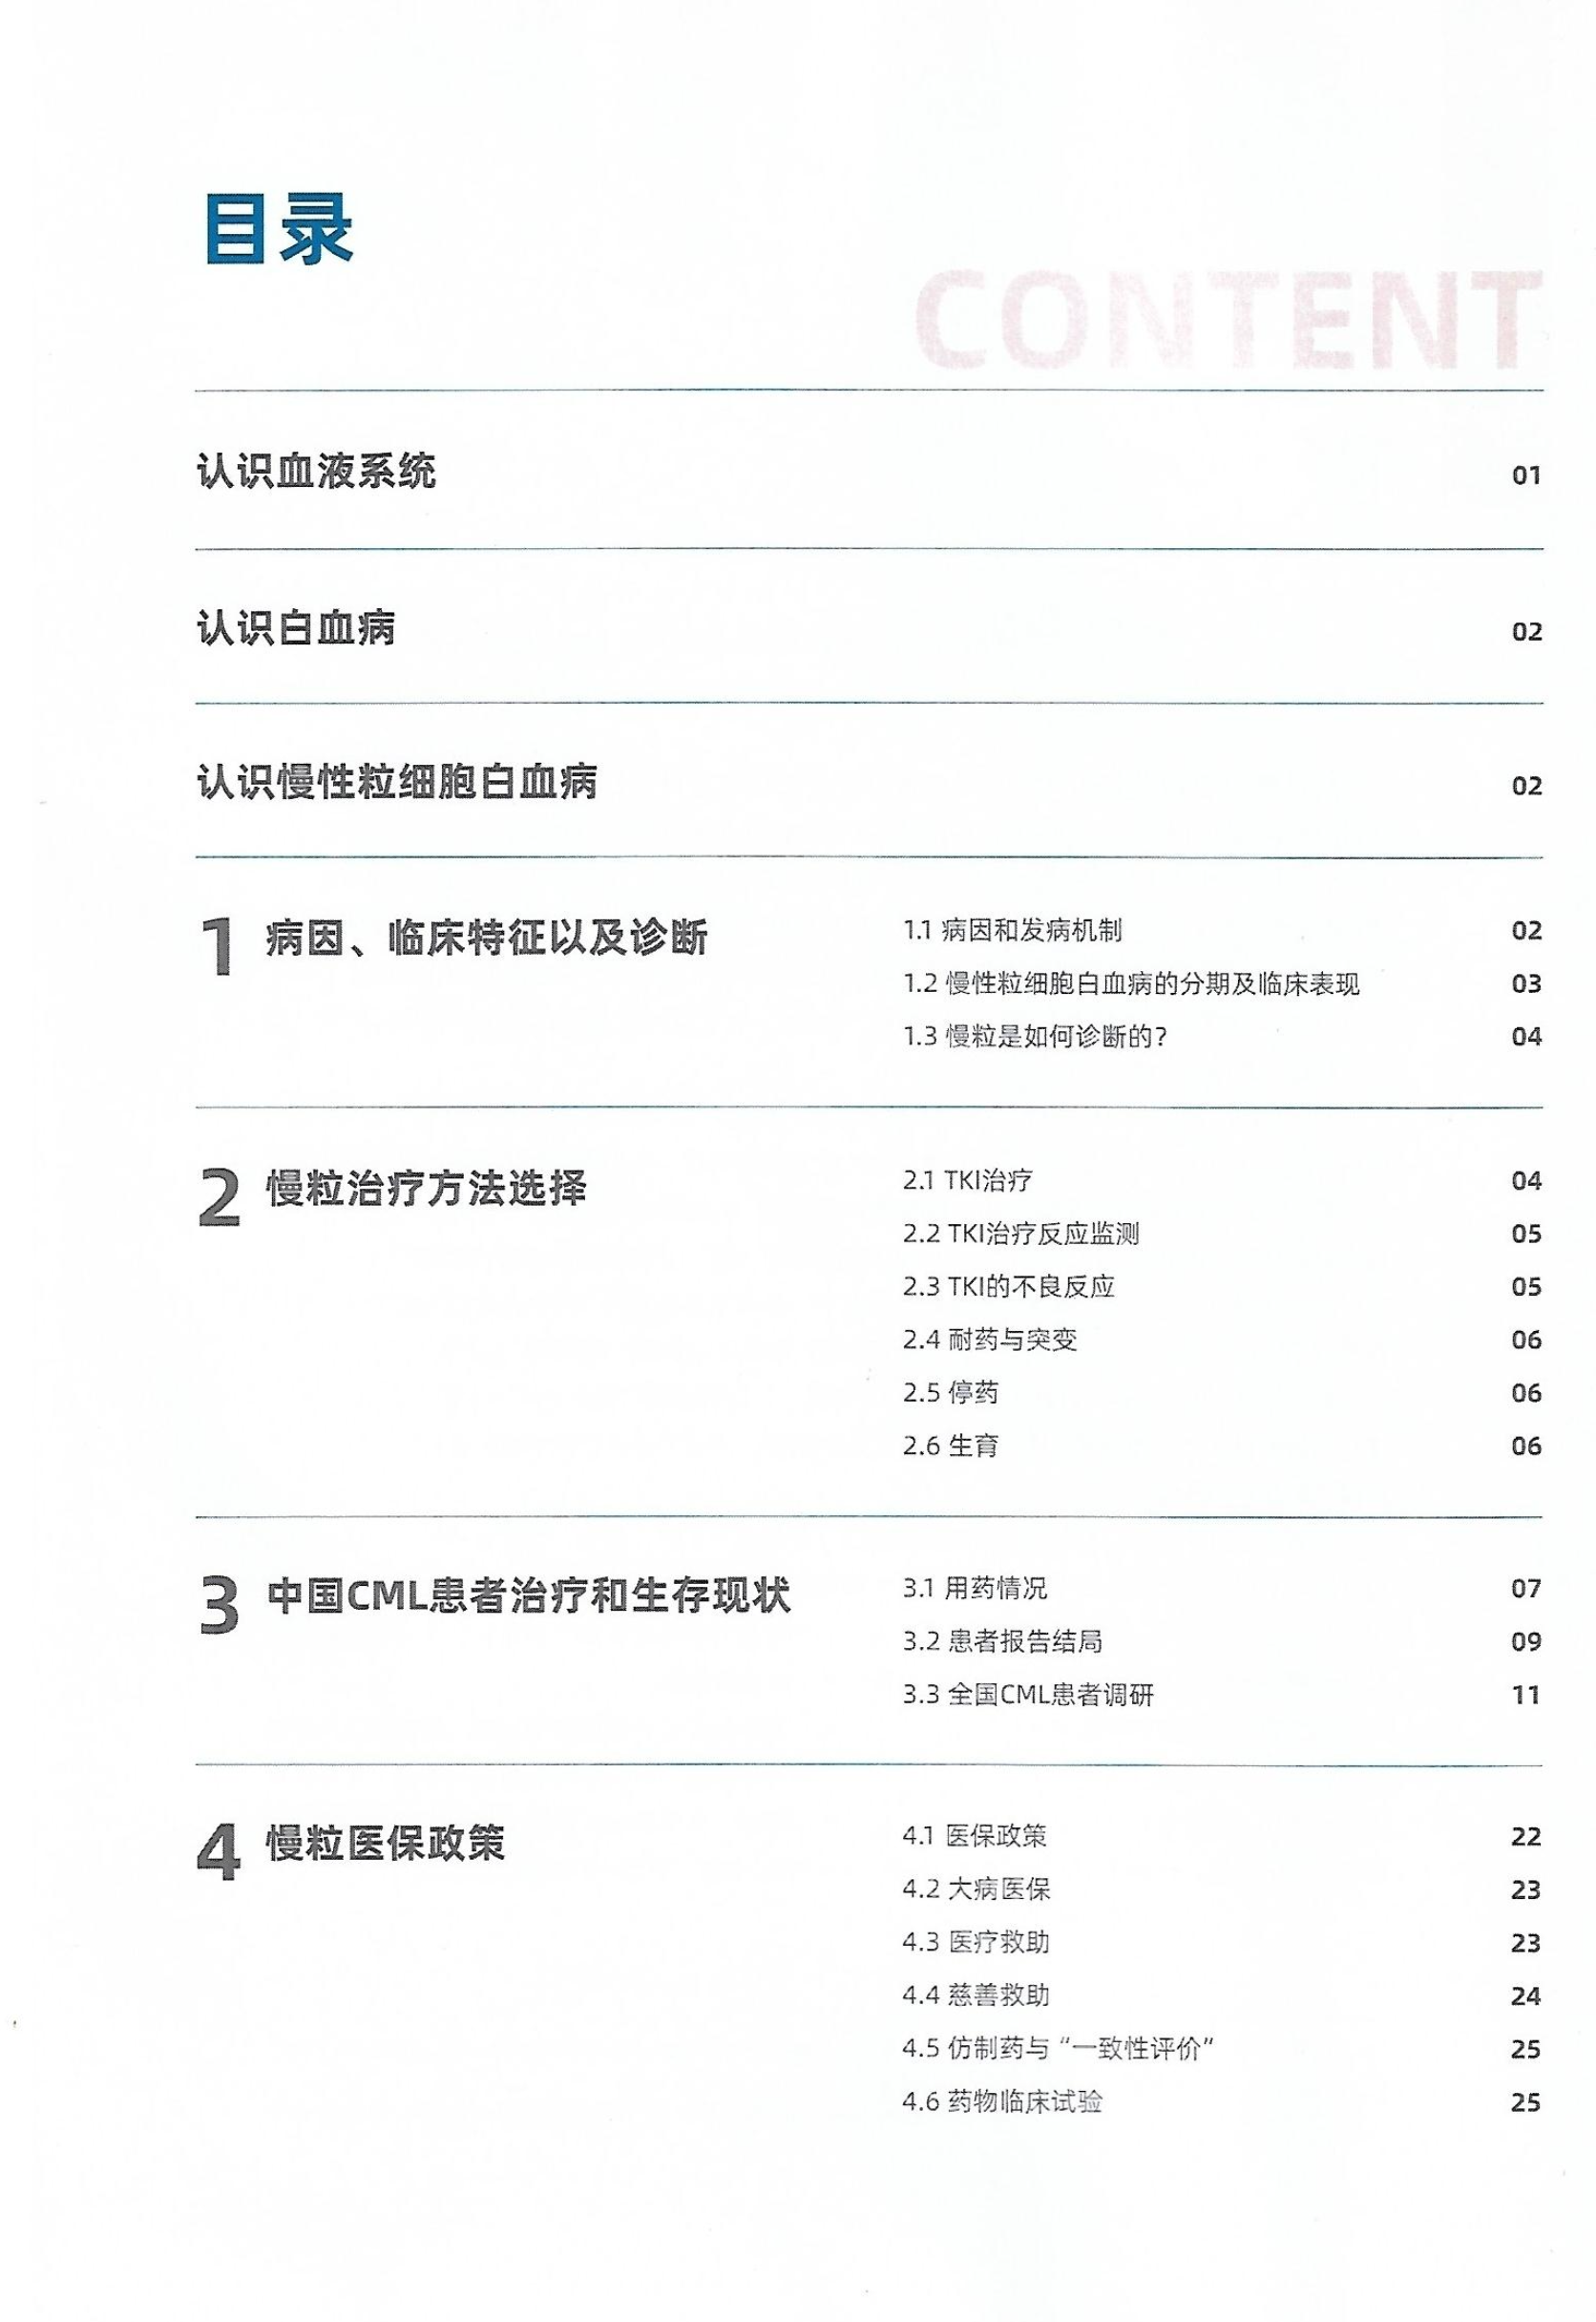 目录
CONTENT
认识血液系统 01
认识白血病 02
认识慢性粒细胞白血病 02
1 病因、临床特征以及诊断
1.1 病因和发病机制 02
1.2 慢性粒细胞白血病的分期及临床表现 03
1.3 慢粒是如何诊断的? 04
2 慢粒治疗方法选择
2.1 TKI治疗 04
2.2 TKI治疗反应监测 05
2.3 TKI的不良反应 05
2.4 耐药与突变 06
2.5 停药 06
2.6 生育 06
3 中国CML患者治疗和生存现状
3.1 用药情况 07
3.2 患者报告结局 09
3.3 全国CML患者调研 11
4 慢粒医保政策
4.1 医保政策 22
4.2 大病医保 23
4.3 医疗救助 23
4.4 慈善救助 24
4.5 仿制药与“一致性评价” 25
4.6 药物临床试验 25